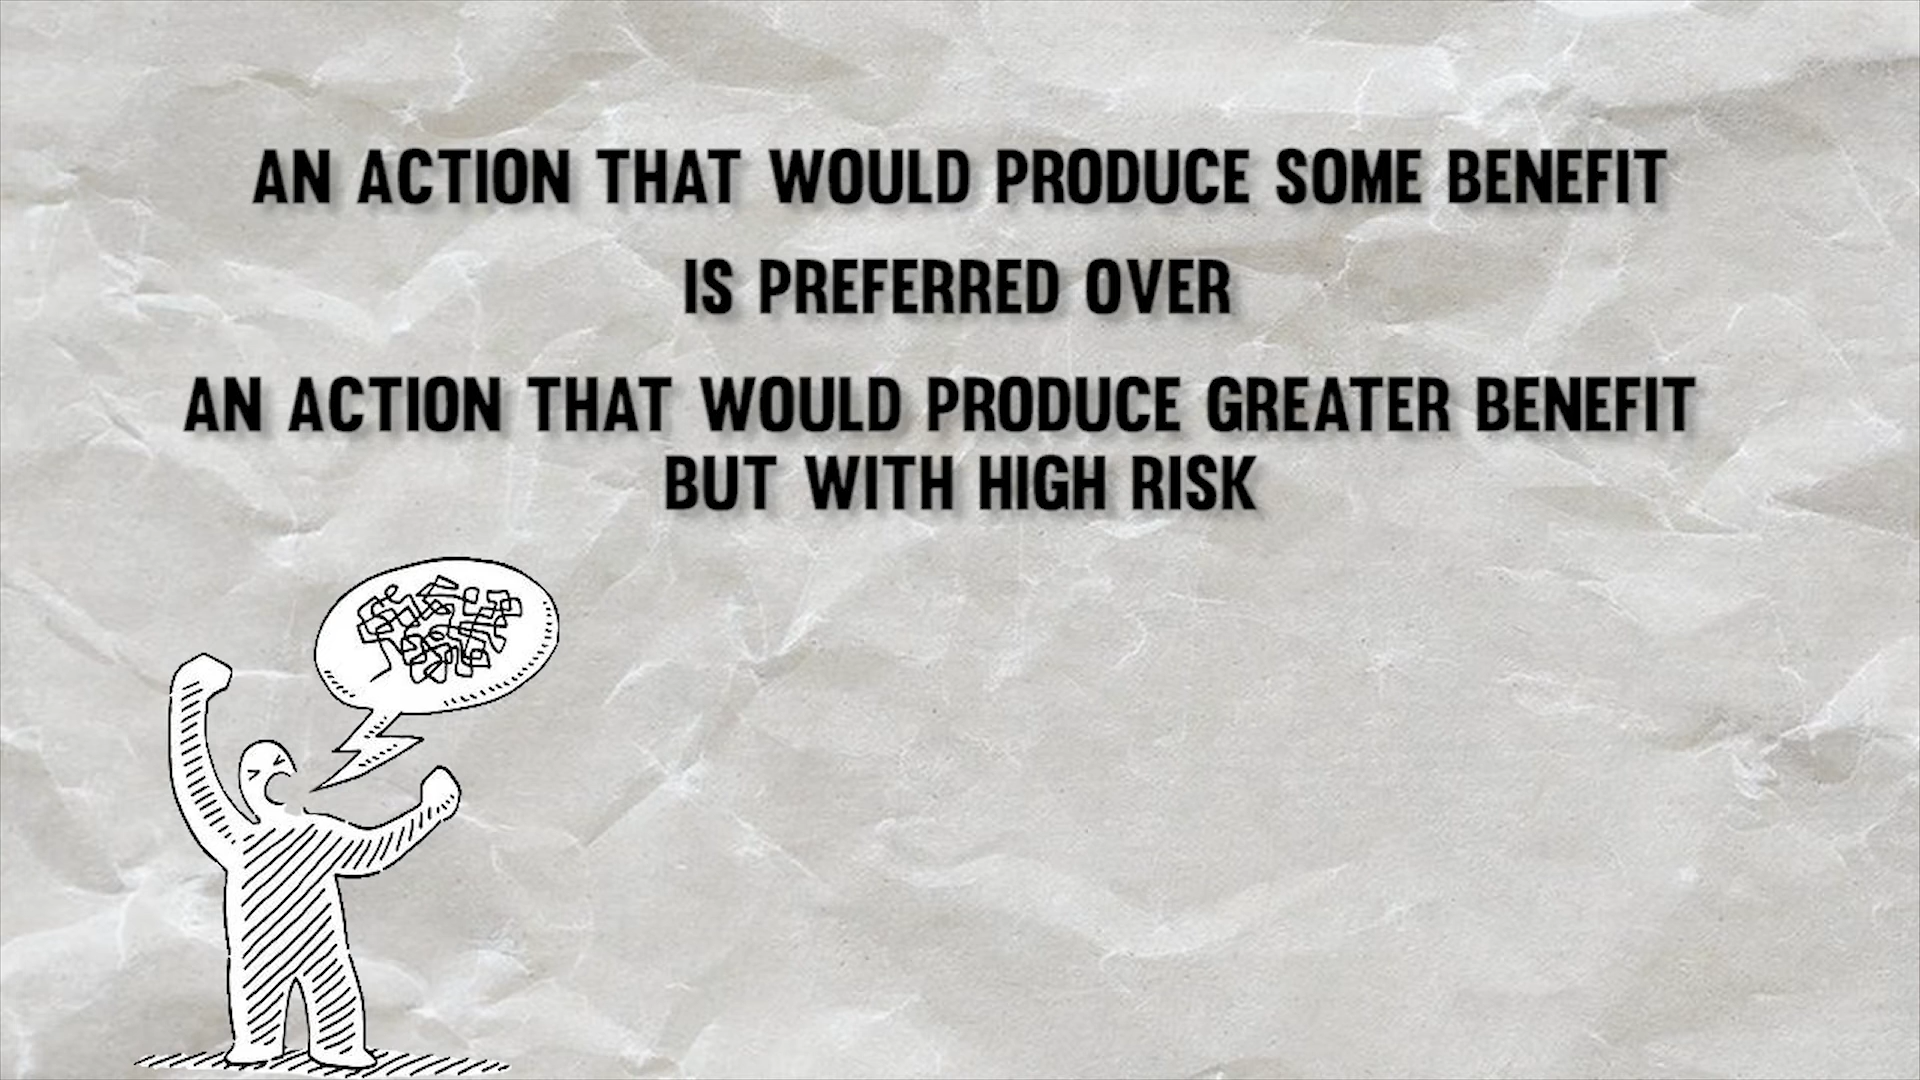 AN ACTION THAT WOULD PRODUCE SOME BENEFIT
IS PREFERRED OVER
AN ACTION THAT WOULD PRODUCE GREATER BENEFIT
BUT WITH HIGH RISK